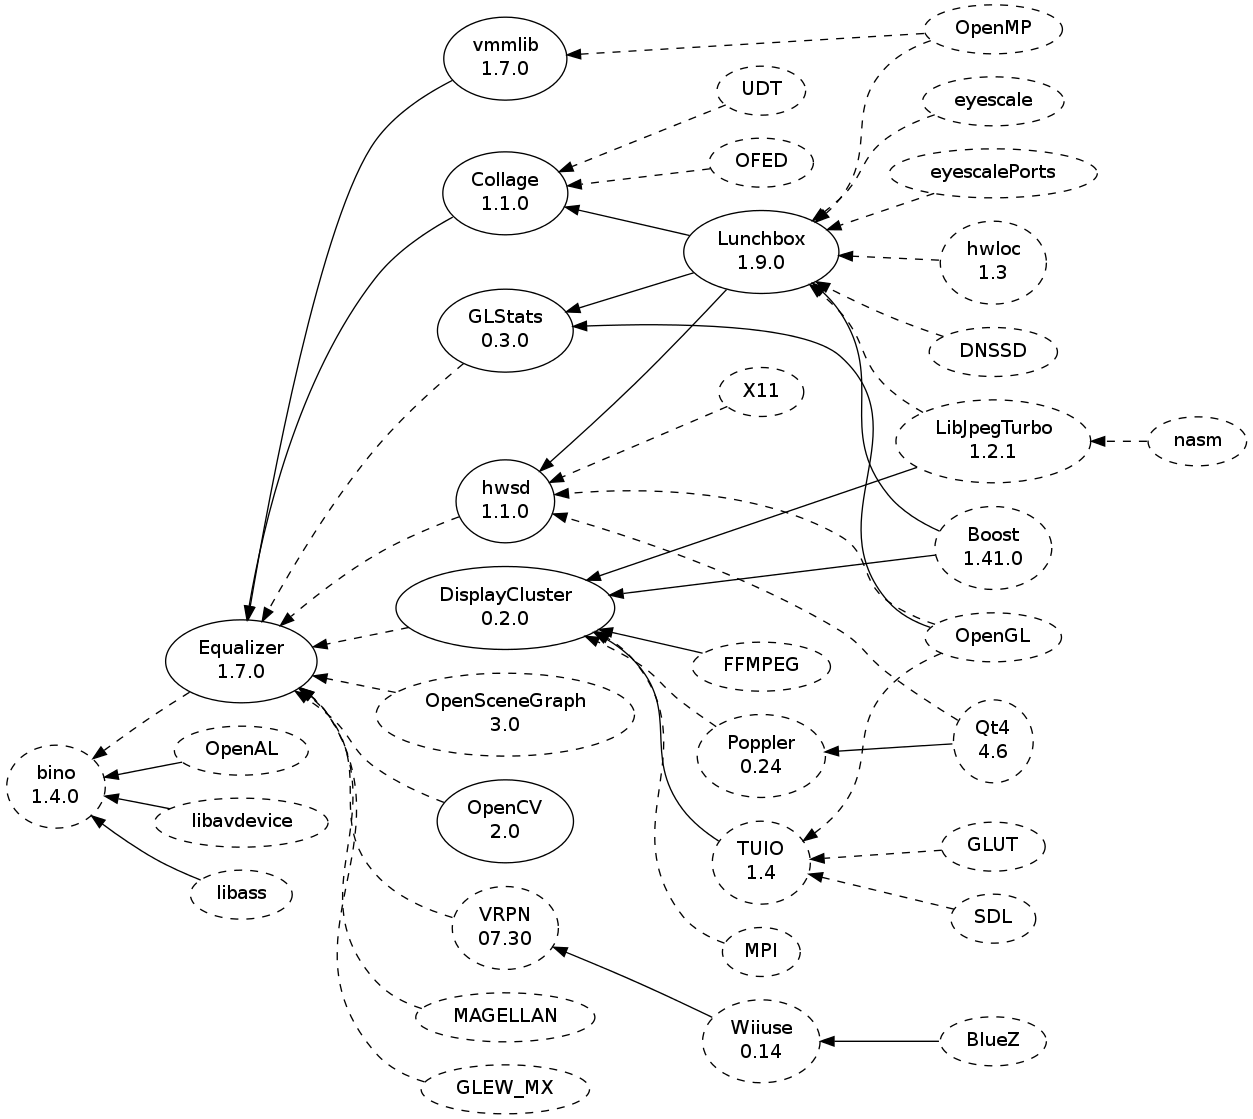 vmmlib
1.7.0
OpenMP
UDT
eyescale
OFED
eyescalePorts
Collage
1.1.0
Lunchbox
1.9.0
hwloc
1.3
GLStats
0.3.0
DNSSD
X11
LibJpegTurbo
1.2.1
nasm
hwsd
1.1.0
Boost
1.41.0
DisplayCluster
0.2.0
OpenGL
Equalizer
1.7.0
FFMPEG
OpenSceneGraph
3.0
Poppler
0.24
Qt4
4.6
OpenAL
bino
1.4.0
libavdevice
OpenCV
2.0
TUIO
1.4
GLUT
libass
SDL
VRPN
07.30
MPI
MAGELLAN
Wiiuse
0.14
BlueZ
GLEW_MX